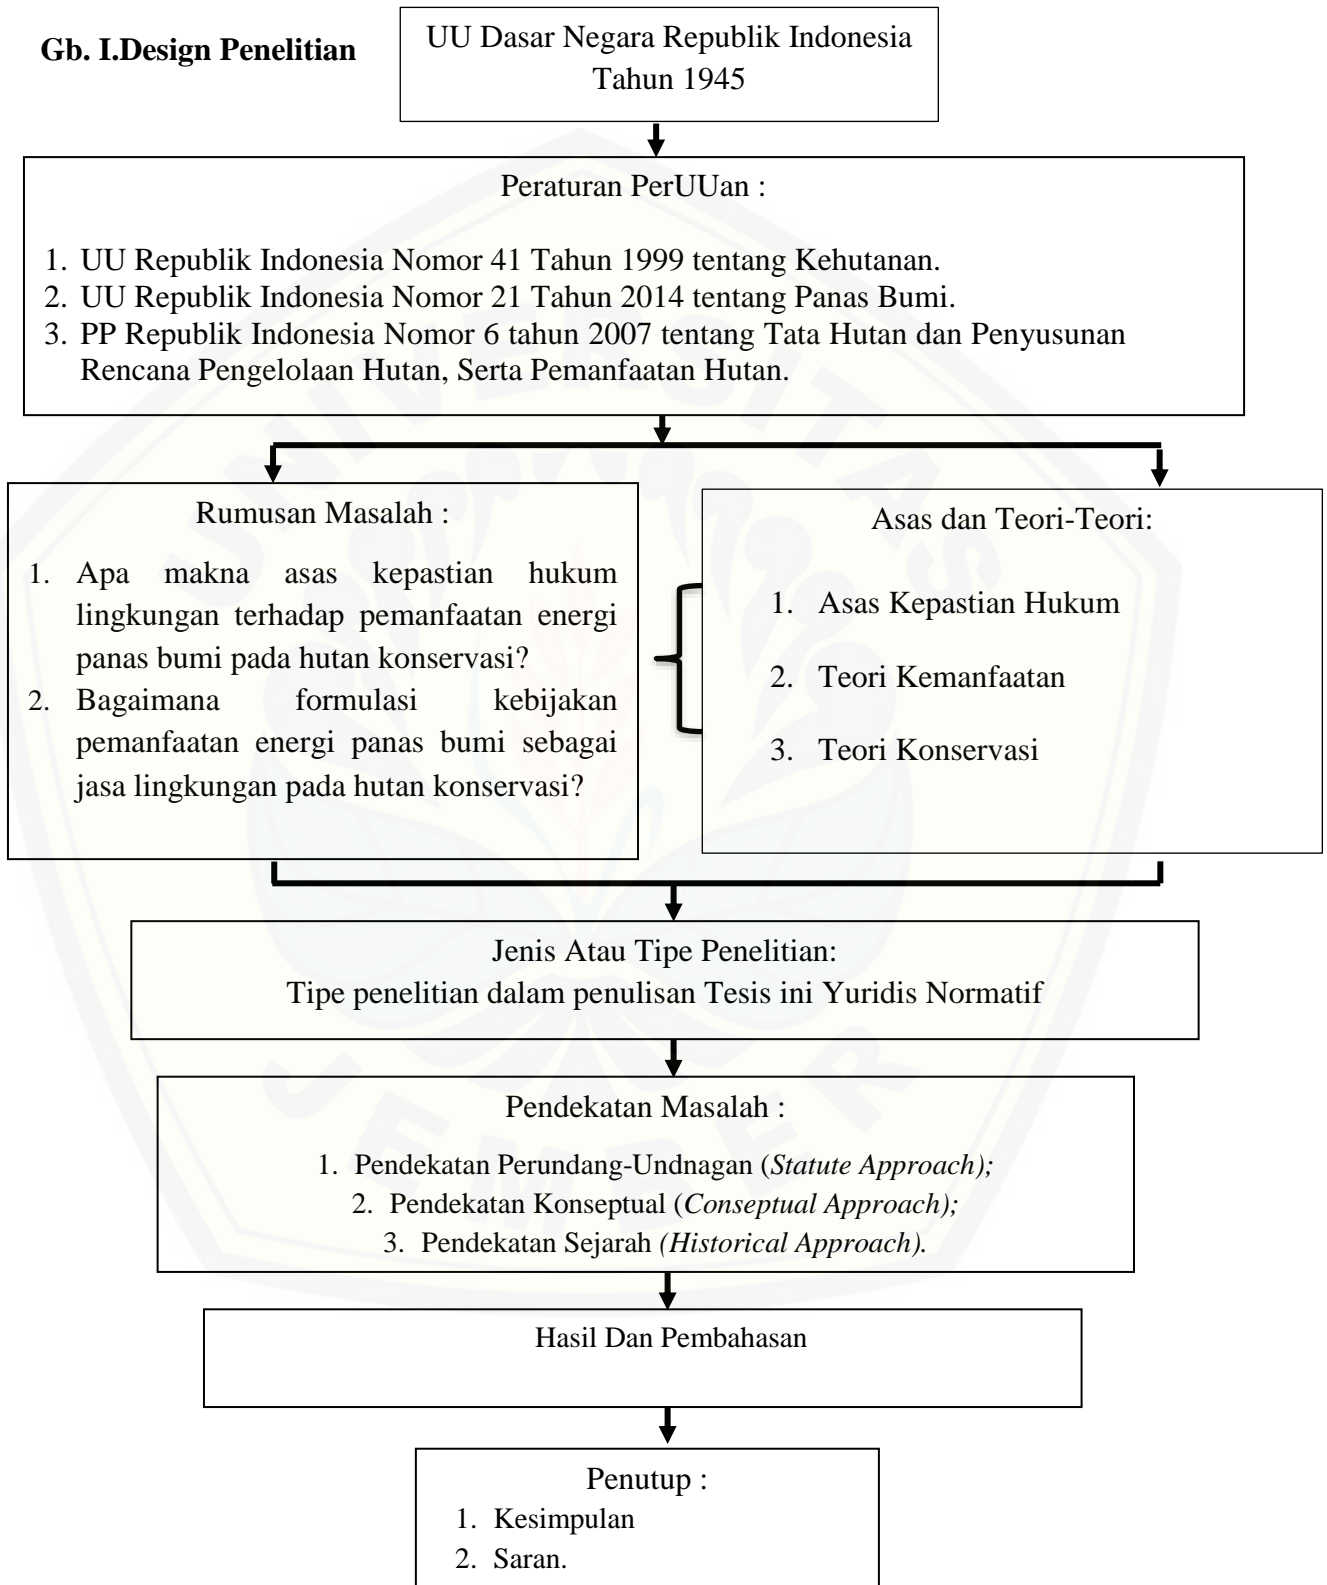 Gb. I.Design Penelitian
UU Dasar Negara Republik Indonesia
Tahun 1945
Peraturan PerUUan :
1. UU Republik Indonesia Nomor 41 Tahun 1999 tentang Kehutanan.
2. UU Republik Indonesia Nomor 21 Tahun 2014 tentang Panas Bumi.
3. PP Republik Indonesia Nomor 6 tahun 2007 tentang Tata Hutan dan Penyusunan
Rencana Pengelolaan Hutan, Serta Pemanfaatan Hutan.
Rumusan Masalah :
1. Apa makna asas kepastian hukum
lingkungan terhadap pemanfaatan energi
panas bumi pada hutan konservasi?
2. Bagaimana formulasi kebijakan
pemanfaatan energi panas bumi sebagai
jasa lingkungan pada hutan konservasi?
Asas dan Teori-Teori:
1. Asas Kepastian Hukum
2. Teori Kemanfaatan
3. Teori Konservasi
Jenis Atau Tipe Penelitian:
Tipe penelitian dalam penulisan Tesis ini Yuridis Normatif
Pendekatan Masalah :
1. Pendekatan Perundang-Undnagan (Statute Approach);
2. Pendekatan Konseptual (Conseptual Approach);
3. Pendekatan Sejarah (Historical Approach).
Hasil Dan Pembahasan
Penutup :
1. Kesimpulan
2. Saran.
UNIVERSITAS
JEMBER